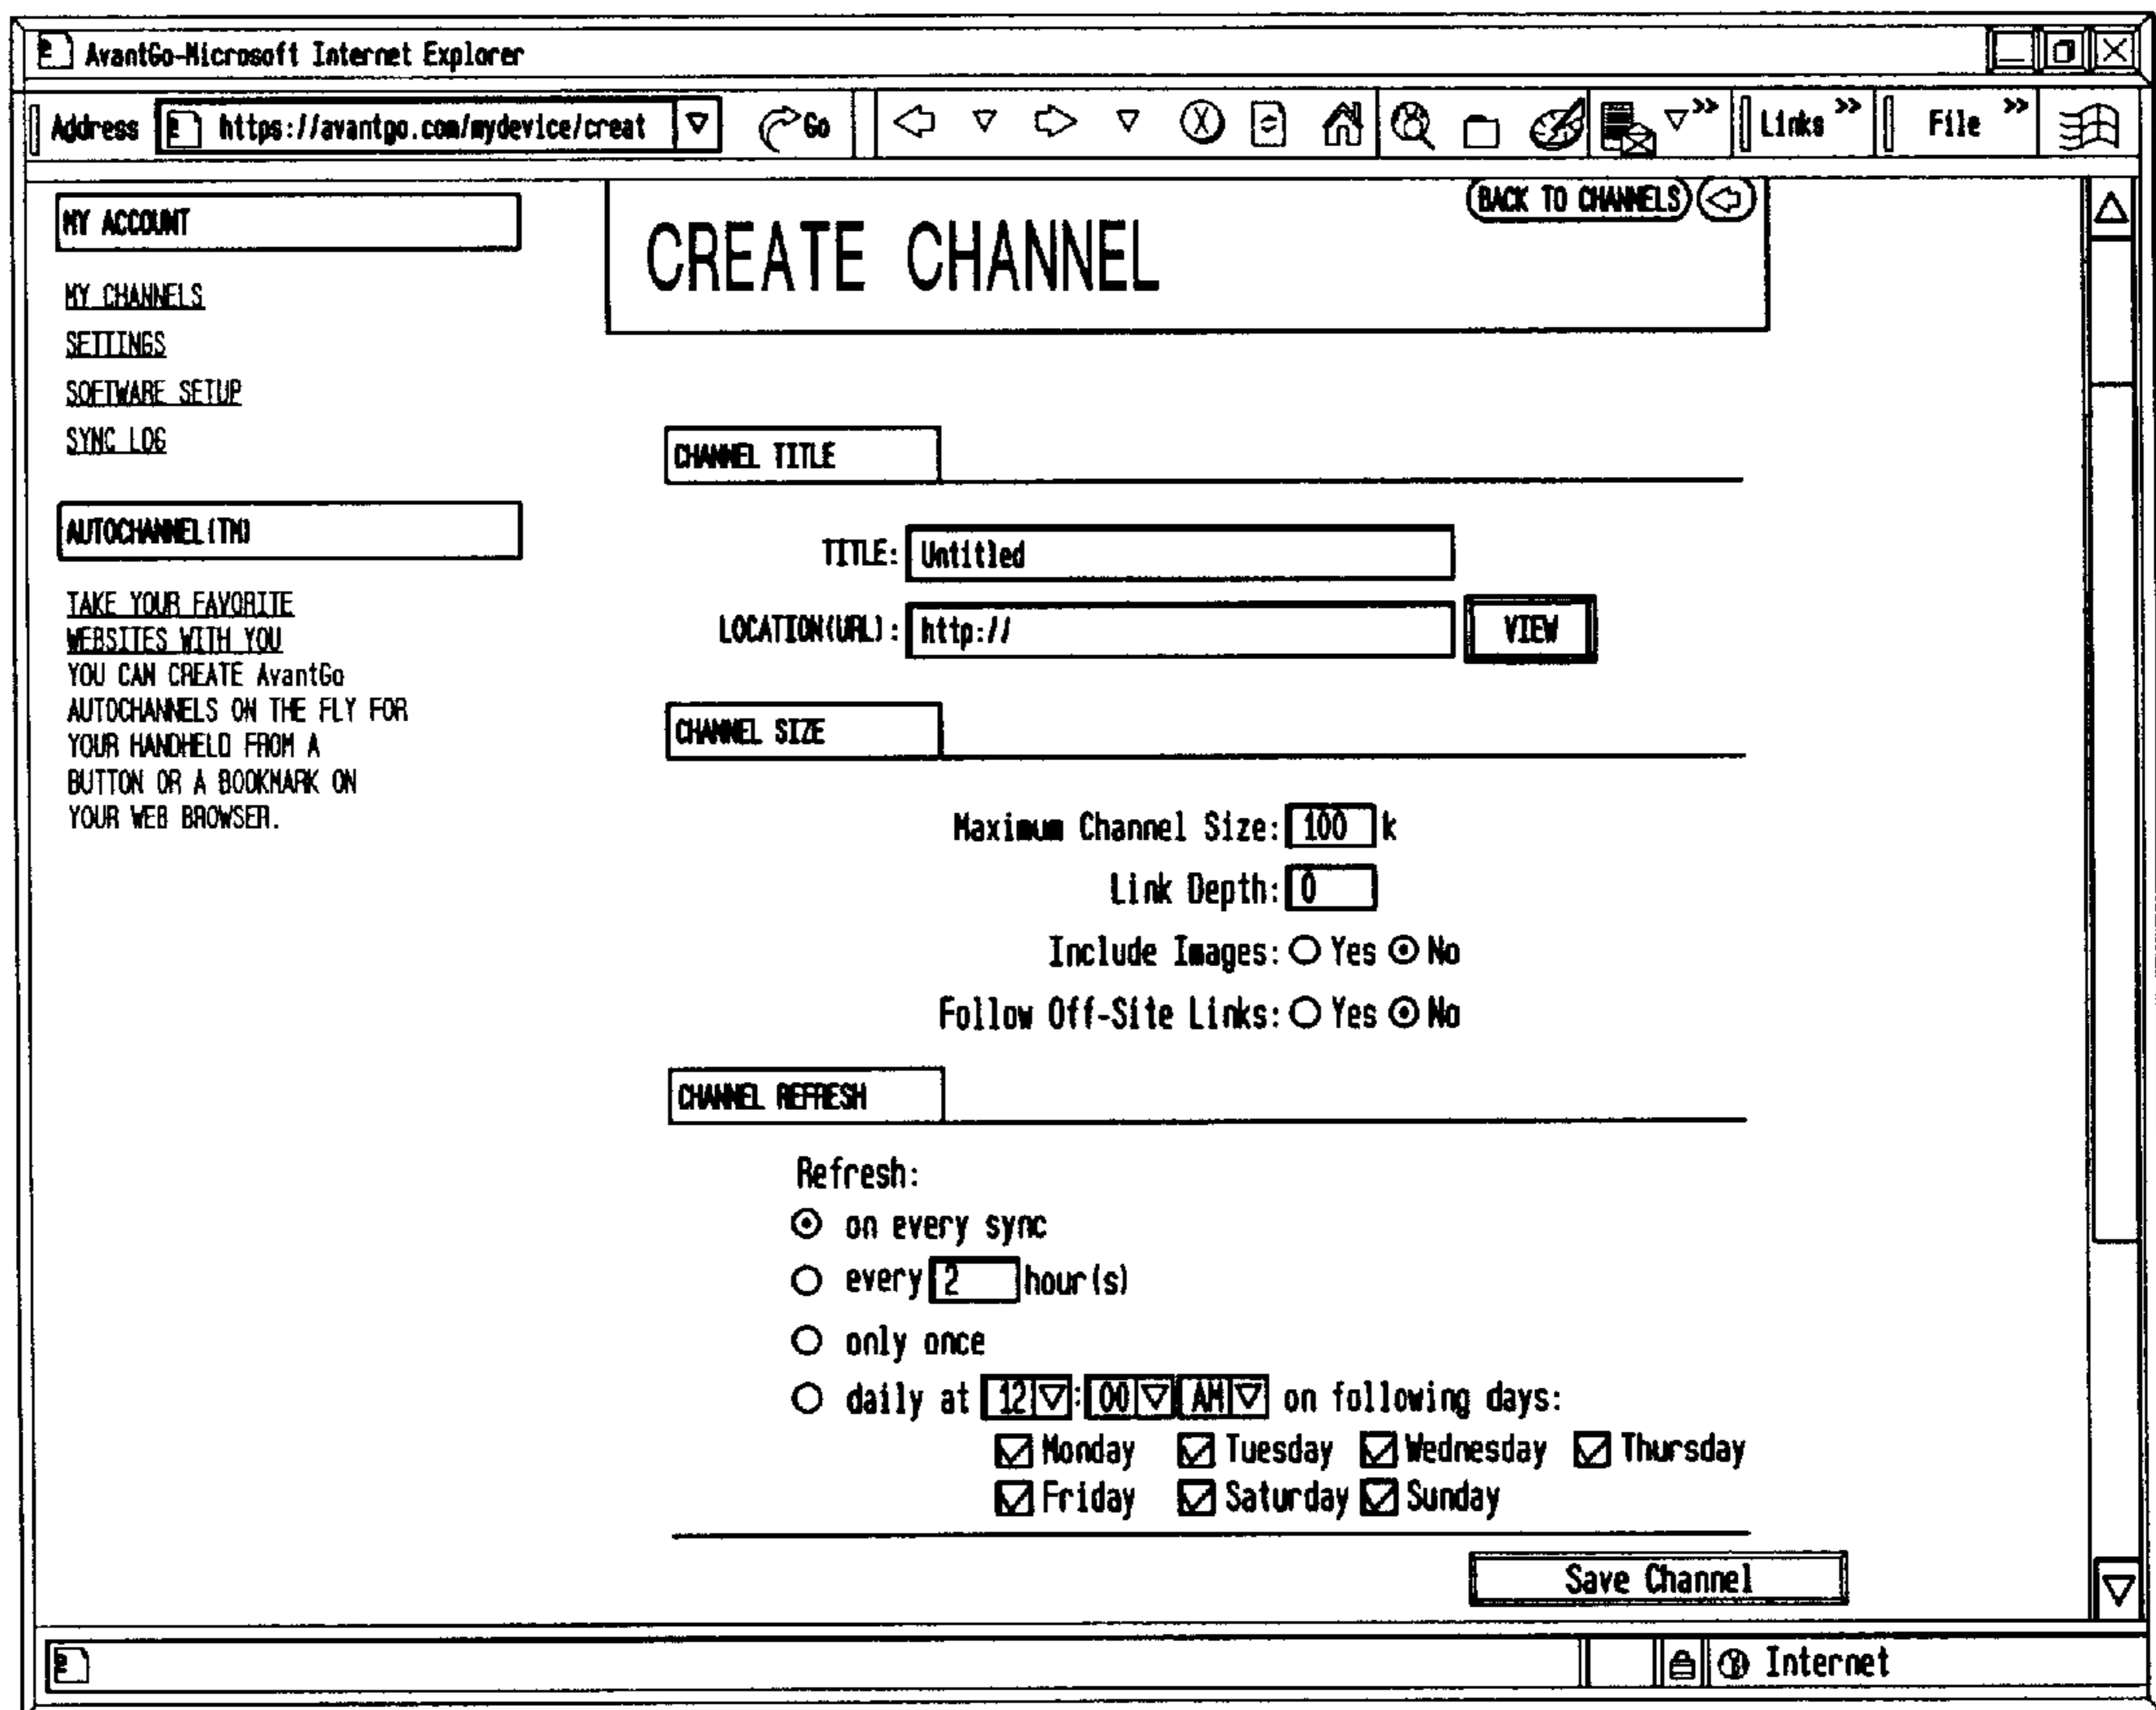 AvantGo-Microsoft Internet Explorer
Address https://avantgo.com/mydevice/creat Go Links » File »
MY ACCOUNT
MY CHANNELS
SETTINGS
SOFTWARE SETUP
SYNC LOG
AUTOCHANNEL(TM)
TAKE YOUR FAVORITE
WEBSITES WITH YOU
YOU CAN CREATE AvantGo
AUTOCHANNELS ON THE FLY FOR
YOUR HANDHELD FROM A
BUTTON OR A BOOKMARK ON
YOUR WEB BROWSER.
BACK TO CHANNELS
CREATE CHANNEL
CHANNEL TITLE
TITLE: Untitled
LOCATION(URL): http:// VIEW
CHANNEL SIZE
Maximum Channel Size: 100 k
Link Depth: 0
Include Images: Yes No
Follow Off-Site Links: Yes No
CHANNEL REFRESH
Refresh:
on every sync
every 2 hour(s)
only once
daily at 12 : 00 AM on following days:
Monday Tuesday Wednesday Thursday
Friday Saturday Sunday
Save Channel
Internet